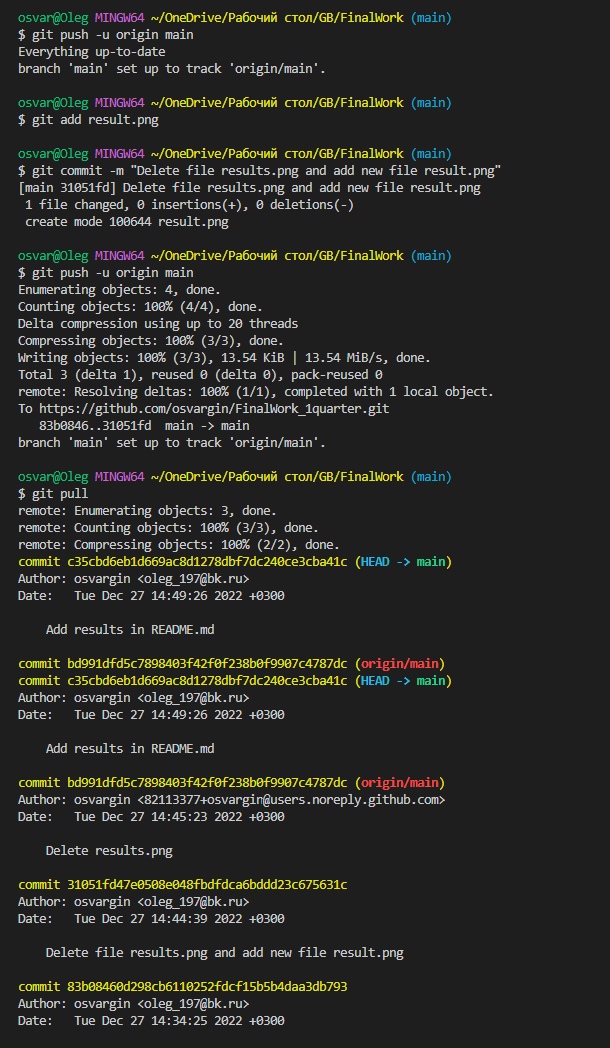 osvar@Oleg MINGW64 ~/OneDrive/Рабочий стол/GB/FinalWork (main)
$ git push -u origin main
Everything up-to-date
branch 'main' set up to track 'origin/main'.
osvar@Oleg MINGW64 ~/OneDrive/Рабочий стол/GB/FinalWork (main)
$ git add result.png
osvar@Oleg MINGW64 ~/OneDrive/Рабочий стол/GB/FinalWork (main)
$ git commit -m "Delete file results.png and add new file result.png"
[main 31051fd] Delete file results.png and add new file result.png
1 file changed, 0 insertions(+), 0 deletions(-)
create mode 100644 result.png
osvar@Oleg MINGW64 ~/OneDrive/Рабочий стол/GB/FinalWork (main)
$ git push -u origin main
Enumerating objects: 4, done.
Counting objects: 100% (4/4), done.
Delta compression using up to 20 threads
Compressing objects: 100% (3/3), done.
Writing objects: 100% (3/3), 13.54 KiB | 13.54 MiB/s, done.
Total 3 (delta 1), reused 0 (delta 0), pack-reused 0
remote: Resolving deltas: 100% (1/1), completed with 1 local object.
To https://github.com/osvargin/FinalWork_1quarter.git
83b0846..31051fd  main -> main
branch 'main' set up to track 'origin/main'.
osvar@Oleg MINGW64 ~/OneDrive/Рабочий стол/GB/FinalWork (main)
$ git pull
remote: Enumerating objects: 3, done.
remote: Counting objects: 100% (3/3), done.
remote: Compressing objects: 100% (2/2), done.
commit c35cbd6eb1d669ac8d1278dbf7dc240ce3cba41c (HEAD -> main)
Author: osvargin <oleg_197@bk.ru>
Date:   Tue Dec 27 14:49:26 2022 +0300
Add results in README.md
commit bd991dfd5c7898403f42f0f238b0f9907c4787dc (origin/main)
commit c35cbd6eb1d669ac8d1278dbf7dc240ce3cba41c (HEAD -> main)
Author: osvargin <oleg_197@bk.ru>
Date:   Tue Dec 27 14:49:26 2022 +0300
Add results in README.md
commit bd991dfd5c7898403f42f0f238b0f9907c4787dc (origin/main)
Author: osvargin <82113377+osvargin@users.noreply.github.com>
Date:   Tue Dec 27 14:45:23 2022 +0300
Delete results.png
commit 31051fd47e0508e048fbdfdca6bddd23c675631c
Author: osvargin <oleg_197@bk.ru>
Date:   Tue Dec 27 14:44:39 2022 +0300
Delete file results.png and add new file result.png
commit 83b08460d298cb6110252fdcf15b5b4daa3db793
Author: osvargin <oleg_197@bk.ru>
Date:   Tue Dec 27 14:34:25 2022 +0300